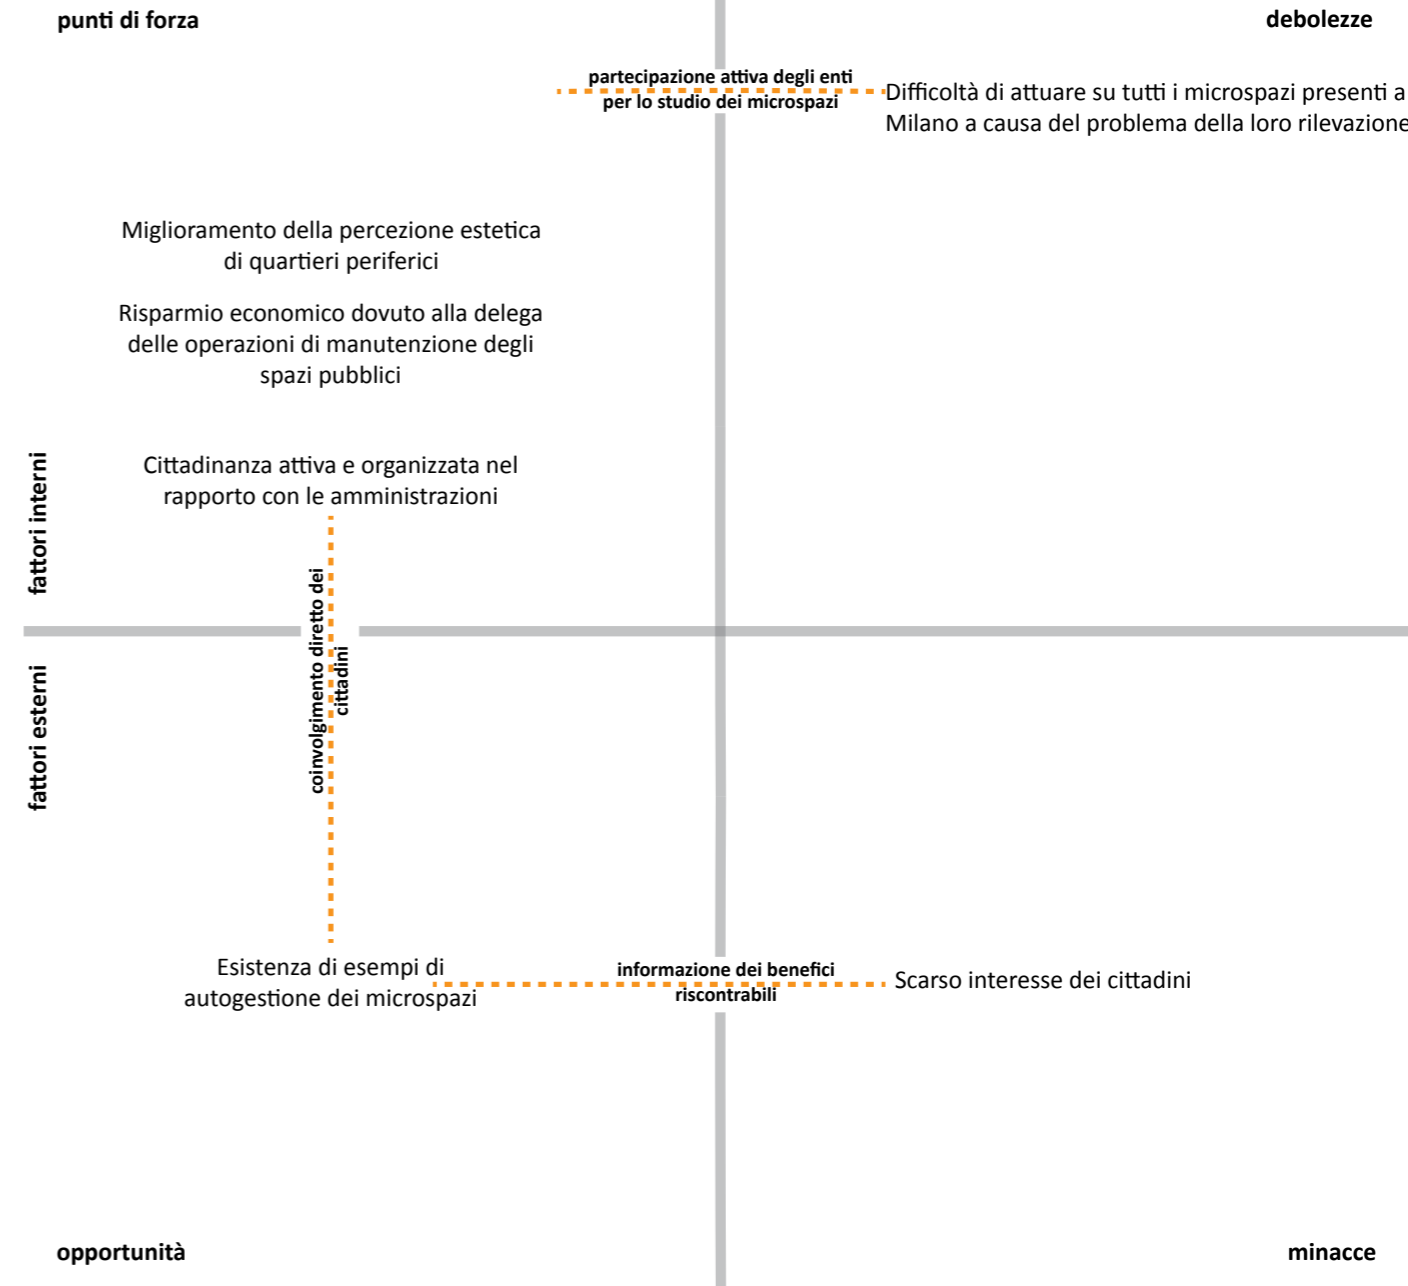 punti di forza
debolezze
partecipazione attiva degli enti
per lo studio dei microspazi
Difficoltà di attuare su tutti i microspazi presenti a
Milano a causa del problema della loro rilevazione
Miglioramento della percezione estetica
di quartieri periferici
Risparmio economico dovuto alla delega
delle operazioni di manutenzione degli
spazi pubblici
Cittadinanza attiva e organizzata nel
rapporto con le amministrazioni
fattori interni
coinvolgimento diretto dei
cittadini
fattori esterni
Esistenza di esempi di
autogestione dei microspazi
informazione dei benefici
riscontrabili
Scarso interesse dei cittadini
opportunità
minacce